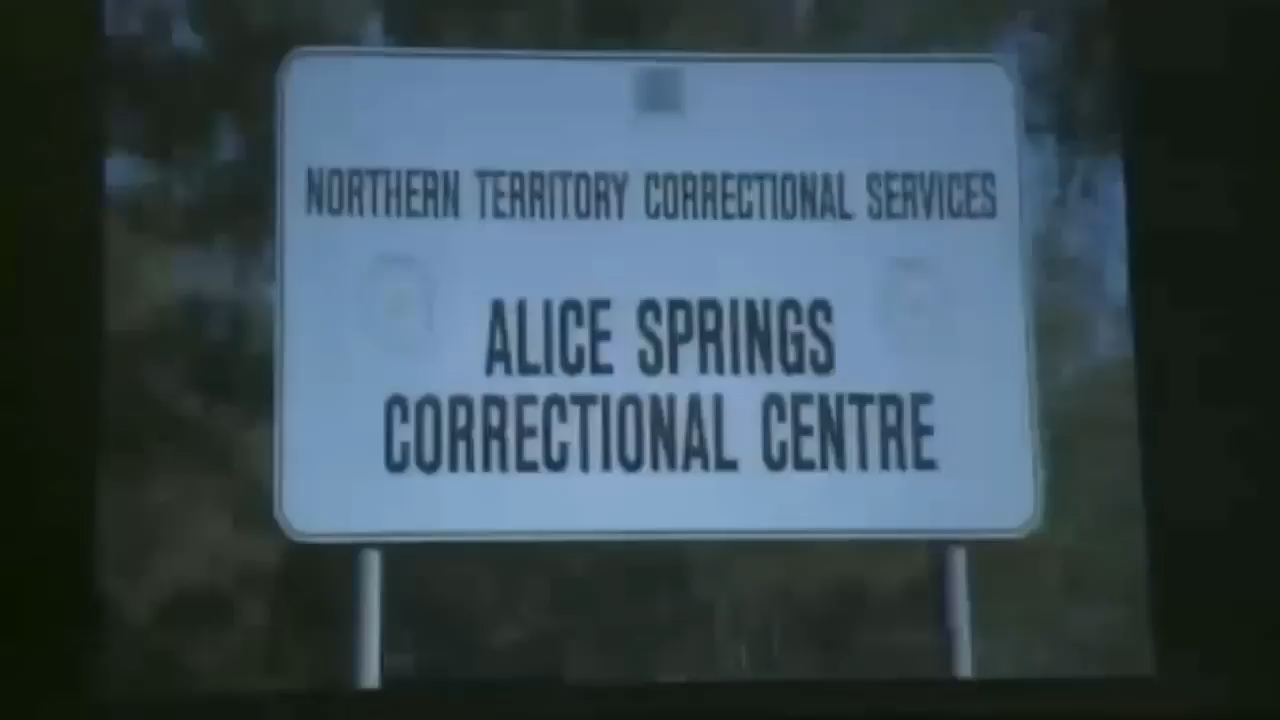 NORTHERN TERRITORY CORRECTIONAL SERVICES
ALICE SPRINGS
CORRECTIONAL CENTRE